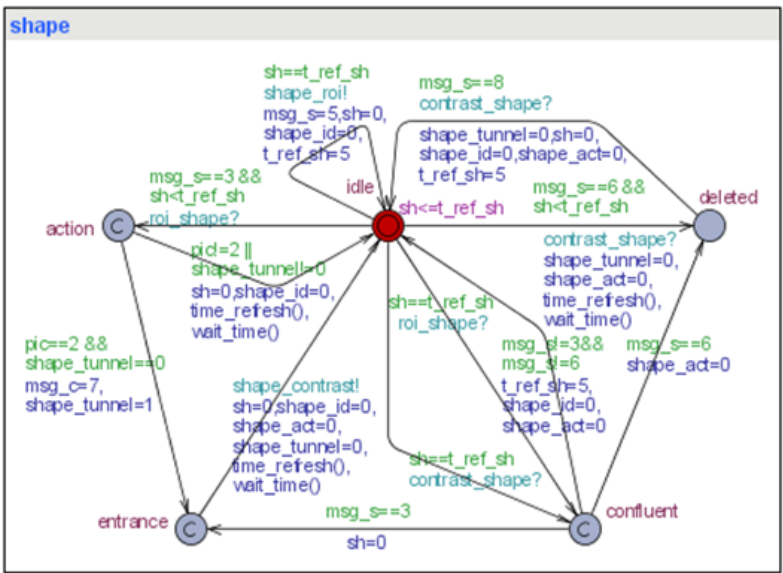 shape
sh==t_ref_sh
shape_roi!
msg_s=5,sh=0,
shape_id=0,
t_ref_sh=5
msg_s==8
contrast_shape?
shape_tunnel=0,sh=0,
shape_id=0,shape_act=0,
t_ref_sh=5
msg_s==3 &&
sh<t_ref_sh
roi_shape?
idle
sh<=t_ref_sh
msg_s==6 &&
sh<t_ref_sh
deleted
action
C
contrast_shape?
shape_tunnel=0,
shape_act=0,
time_refresh(),
wait_time()
pic!=2 ||
shape_tunnel!=0
sh=0,shape_id=0,
time_refresh(),
wait_time()
sh==t_ref_sh
roi_shape?
pic==2 &&
shape_tunnel==0
msg_c=7,
shape_tunnel=1
msg_s!=3&&
msg_s!=6
t_ref_sh=5,
shape_id=0,
shape_act=0
msg_s==6
shape_act=0
shape_contrast!
sh=0,shape_id=0,
shape_act=0,
shape_tunnel=0,
time_refresh(),
wait_time()
sh==t_ref_sh
contrast_shape?
entrance
C
msg_s==3
sh=0
C
confluent